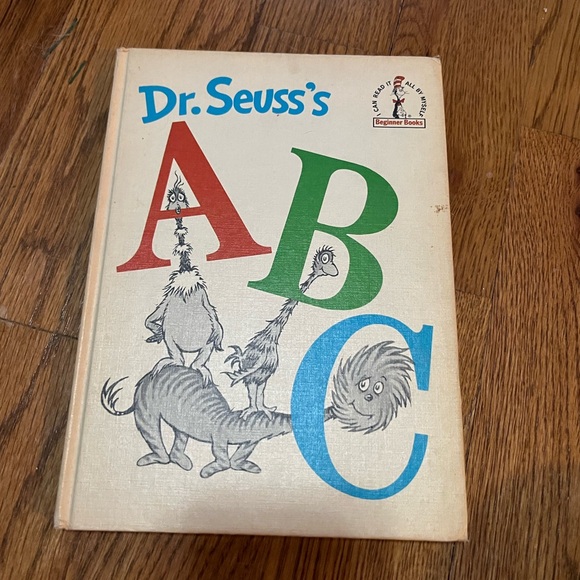 Dr. Seuss's
I CAN READ IT ALL BY MYSELF
Beginner Books
A
B
C